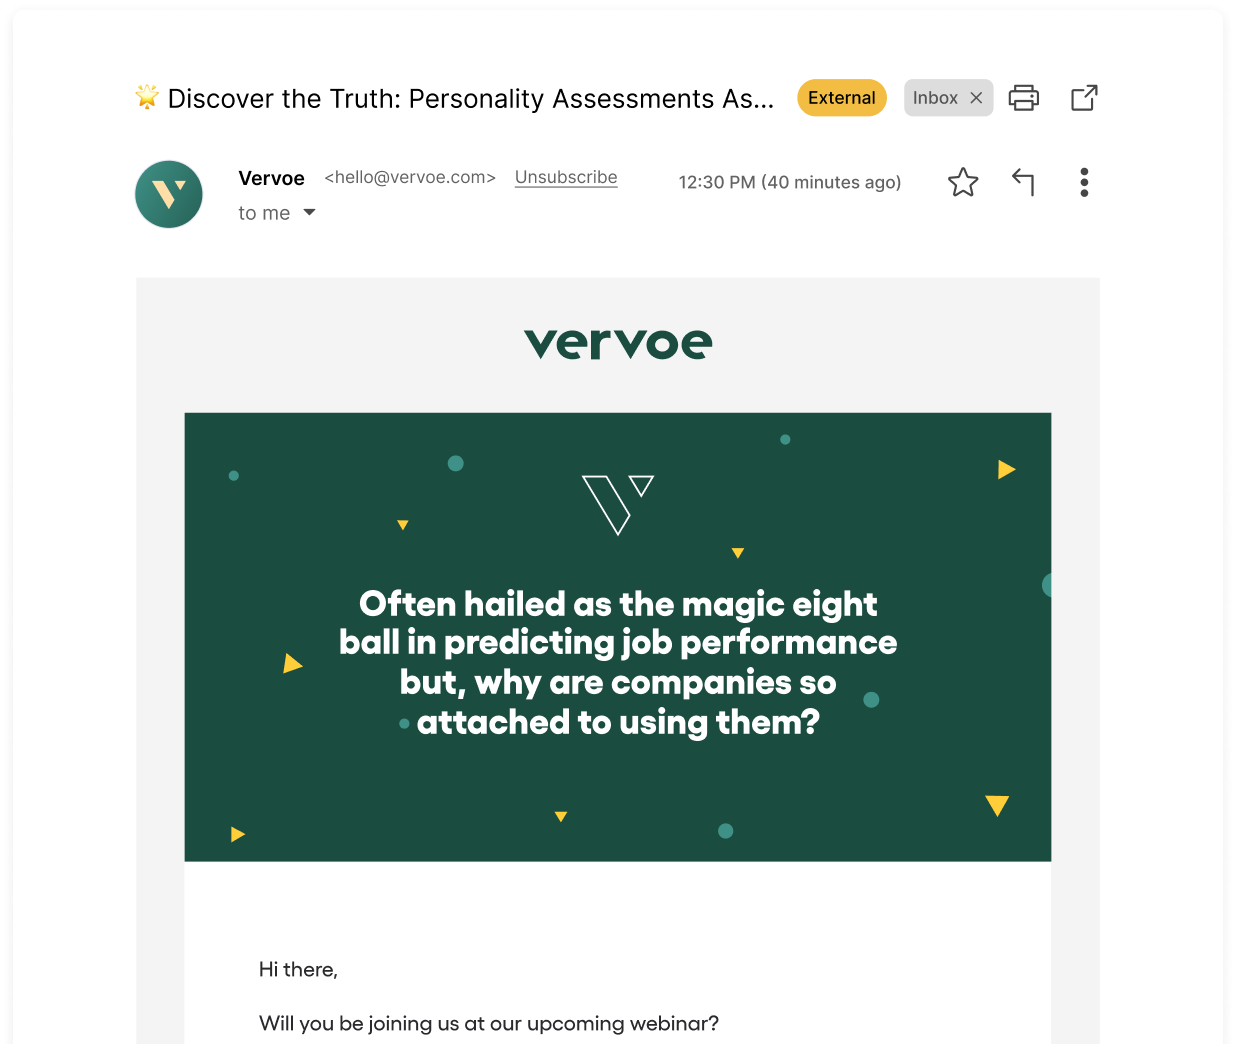 🌟 Discover the Truth: Personality Assessments As... External Inbox ×
Vervoe <hello@vervoe.com> Unsubscribe 12:30 PM (40 minutes ago)
to me
vervoe
Often hailed as the magic eight
ball in predicting job performance
but, why are companies so
attached to using them?
Hi there,
Will you be joining us at our upcoming webinar?